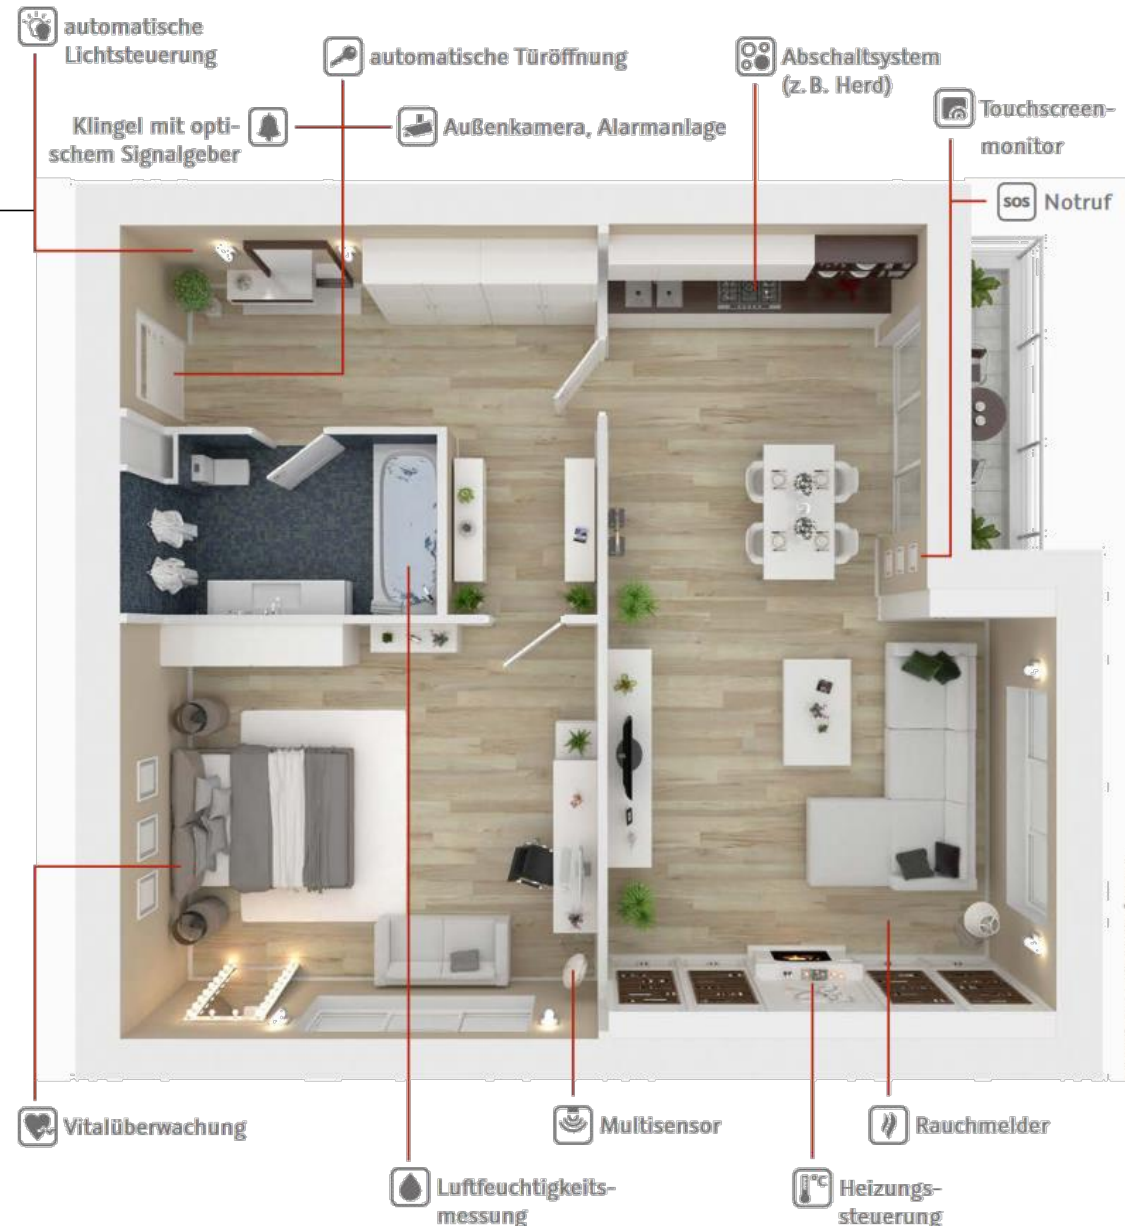 automatische
Lichtsteuerung
automatische Türöffnung
Abschaltsystem
(z. B. Herd)
Klingel mit opti-
schem Signalgeber
Außenkamera, Alarmanlage
Touchscreen-
monitor
SOS Notruf
Vitalüberwachung
Multisensor
Rauchmelder
Luftfeuchtigkeits-
messung
°C
Heizungs-
steuerung